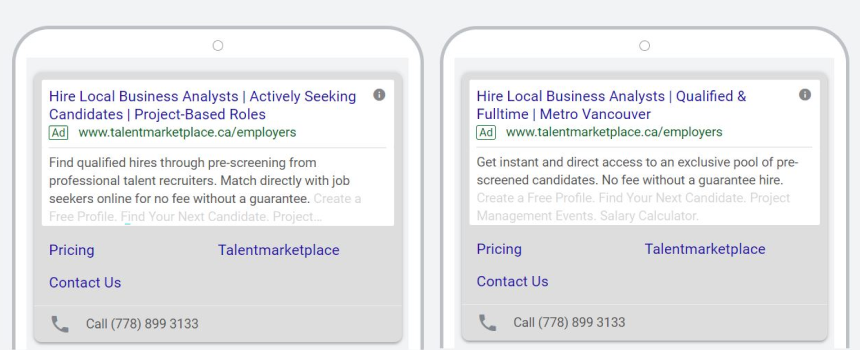 Hire Local Business Analysts | Actively Seeking
Candidates | Project-Based Roles
Ad www.talentmarketplace.ca/employers
Find qualified hires through pre-screening from
professional talent recruiters. Match directly with job
seekers online for no fee without a guarantee. Create a
Free Profile. Find Your Next Candidate. Project...
Pricing Talentmarketplace
Contact Us
Call (778) 899 3133
Hire Local Business Analysts | Qualified &
Fulltime | Metro Vancouver
Ad www.talentmarketplace.ca/employers
Get instant and direct access to an exclusive pool of pre-
screened candidates. No fee without a guarantee hire.
Create a Free Profile. Find Your Next Candidate. Project
Management Events. Salary Calculator.
Pricing Talentmarketplace
Contact Us
Call (778) 899 3133